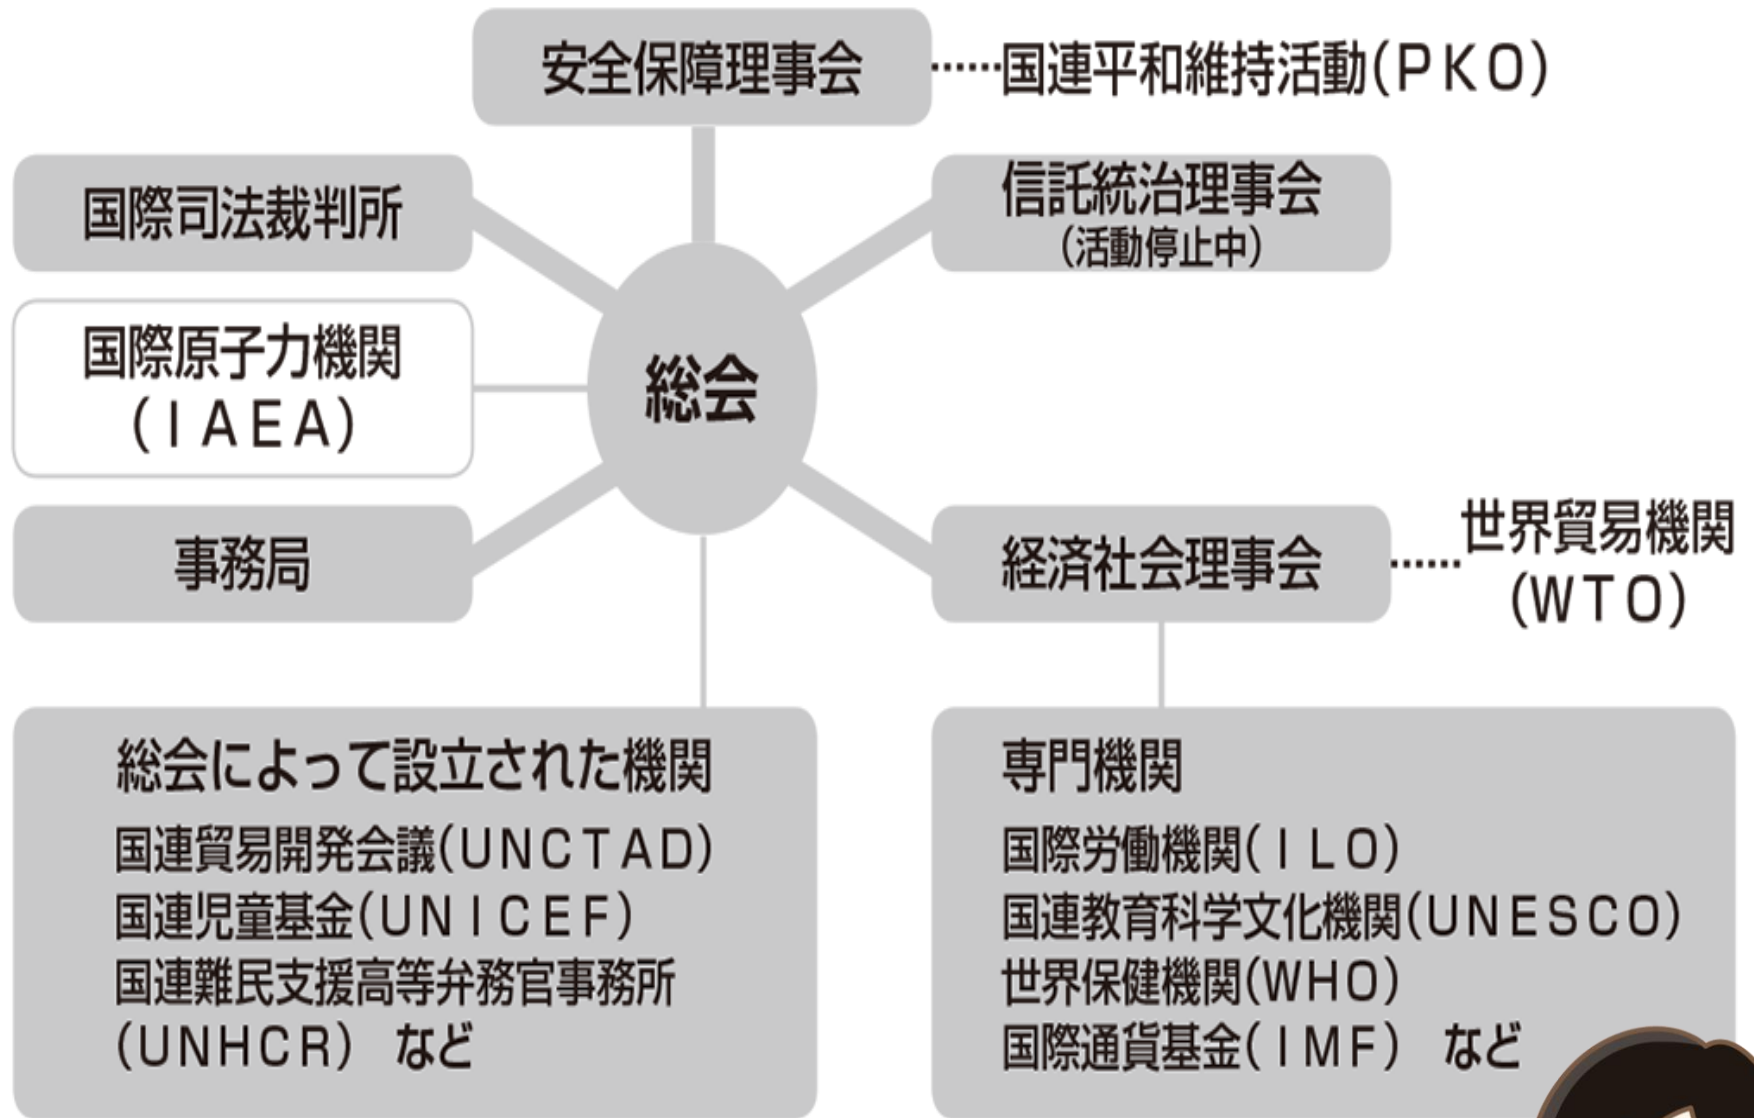 安全保障理事会
国連平和維持活動(ＰＫＯ)
国際司法裁判所
信託統治理事会
(活動停止中)
国際原子力機関
(ＩＡＥＡ)
総会
事務局
経済社会理事会
世界貿易機関
(ＷＴＯ)
総会によって設立された機関
国連貿易開発会議(ＵＮＣＴＡＤ)
国連児童基金(ＵＮＩＣＥＦ)
国連難民支援高等弁務官事務所
(ＵＮＨＣＲ) など
専門機関
国際労働機関(ＩＬＯ)
国連教育科学文化機関(ＵＮＥＳＣＯ)
世界保健機関(ＷＨＯ)
国際通貨基金(ＩＭＦ) など